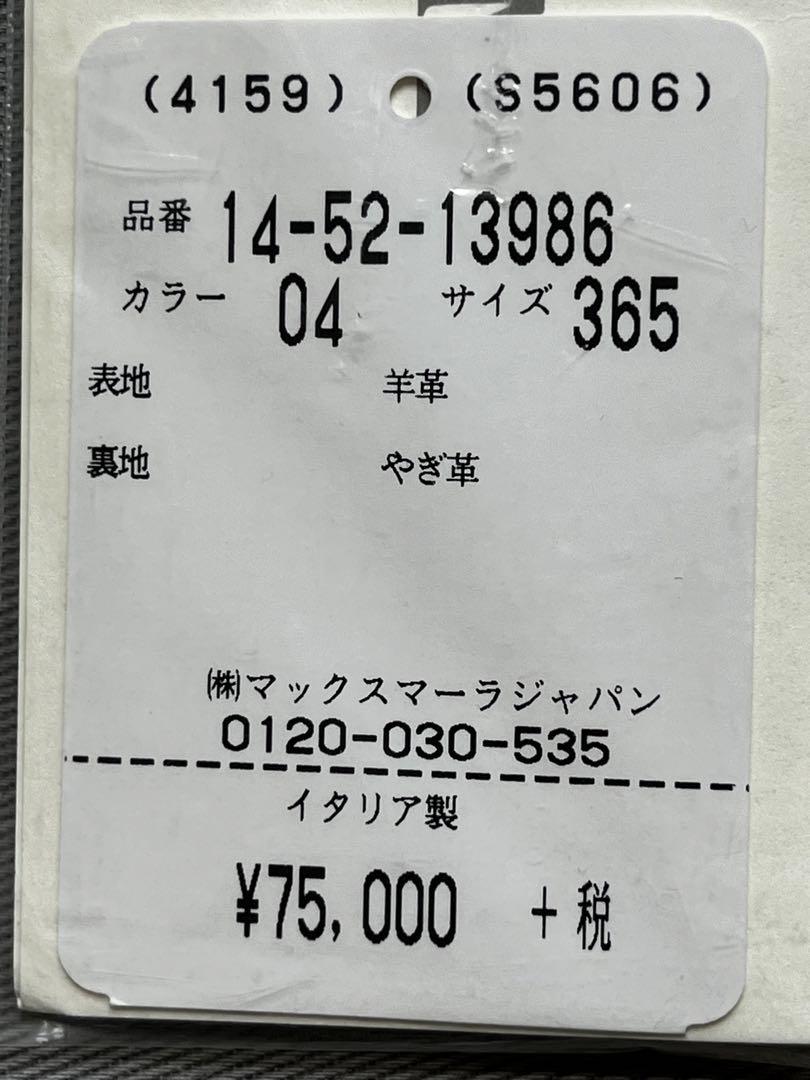 (4159) (S5606)
品番 14-52-13986
カラー 04 サイズ 365
表地 羊革
裏地 やぎ革
㈱マックスマーラジャパン
0120-030-535
イタリア製
¥75,000 +税